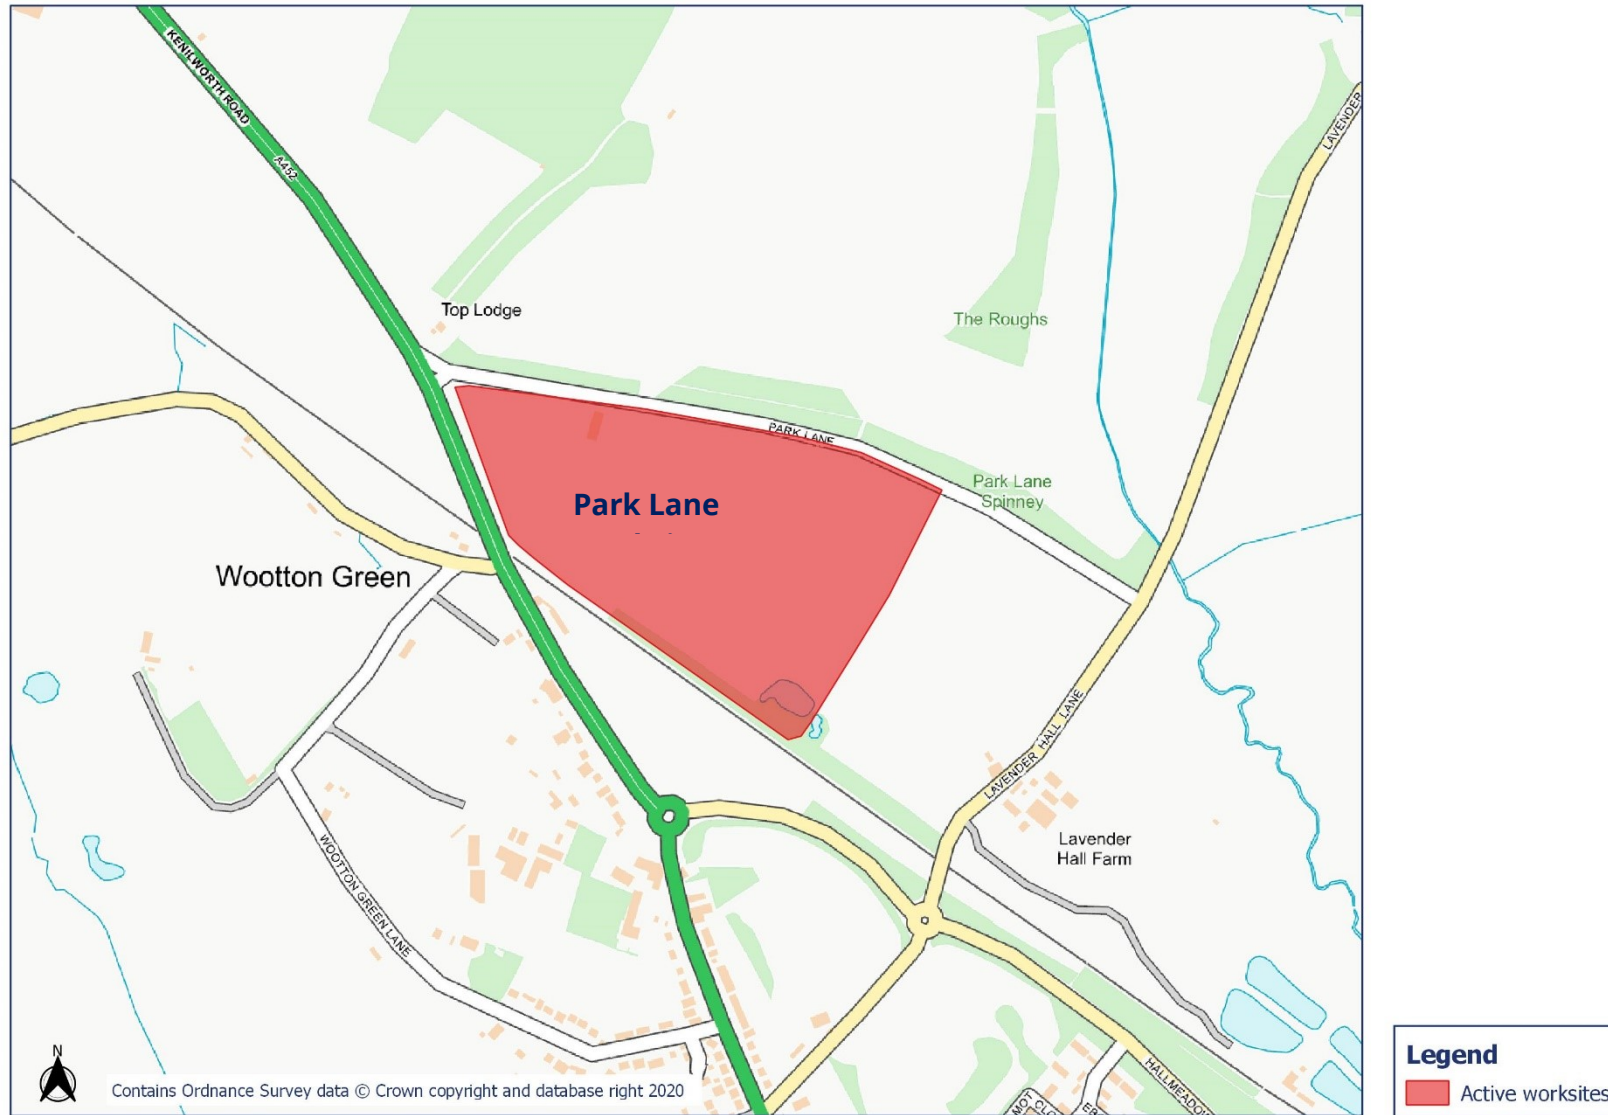 KENILWORTH ROAD
A452
LAVENDER
Top Lodge
The Roughs
PARK LANE
Park Lane
Spinney
Park Lane
Wootton Green
LAVENDER HALL LANE
Lavender
Hall Farm
WOOTTON GREEN LANE
HALLMEADOW
N
Contains Ordnance Survey data © Crown copyright and database right 2020
Legend
Active worksites